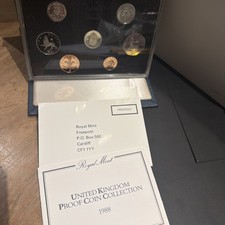 Royal Mint
Freepost
P.O. Box 500
Cardiff
CF1 1YY
Royal Mint
UNITED KINGDOM
PROOF COIN COLLECTION
1988